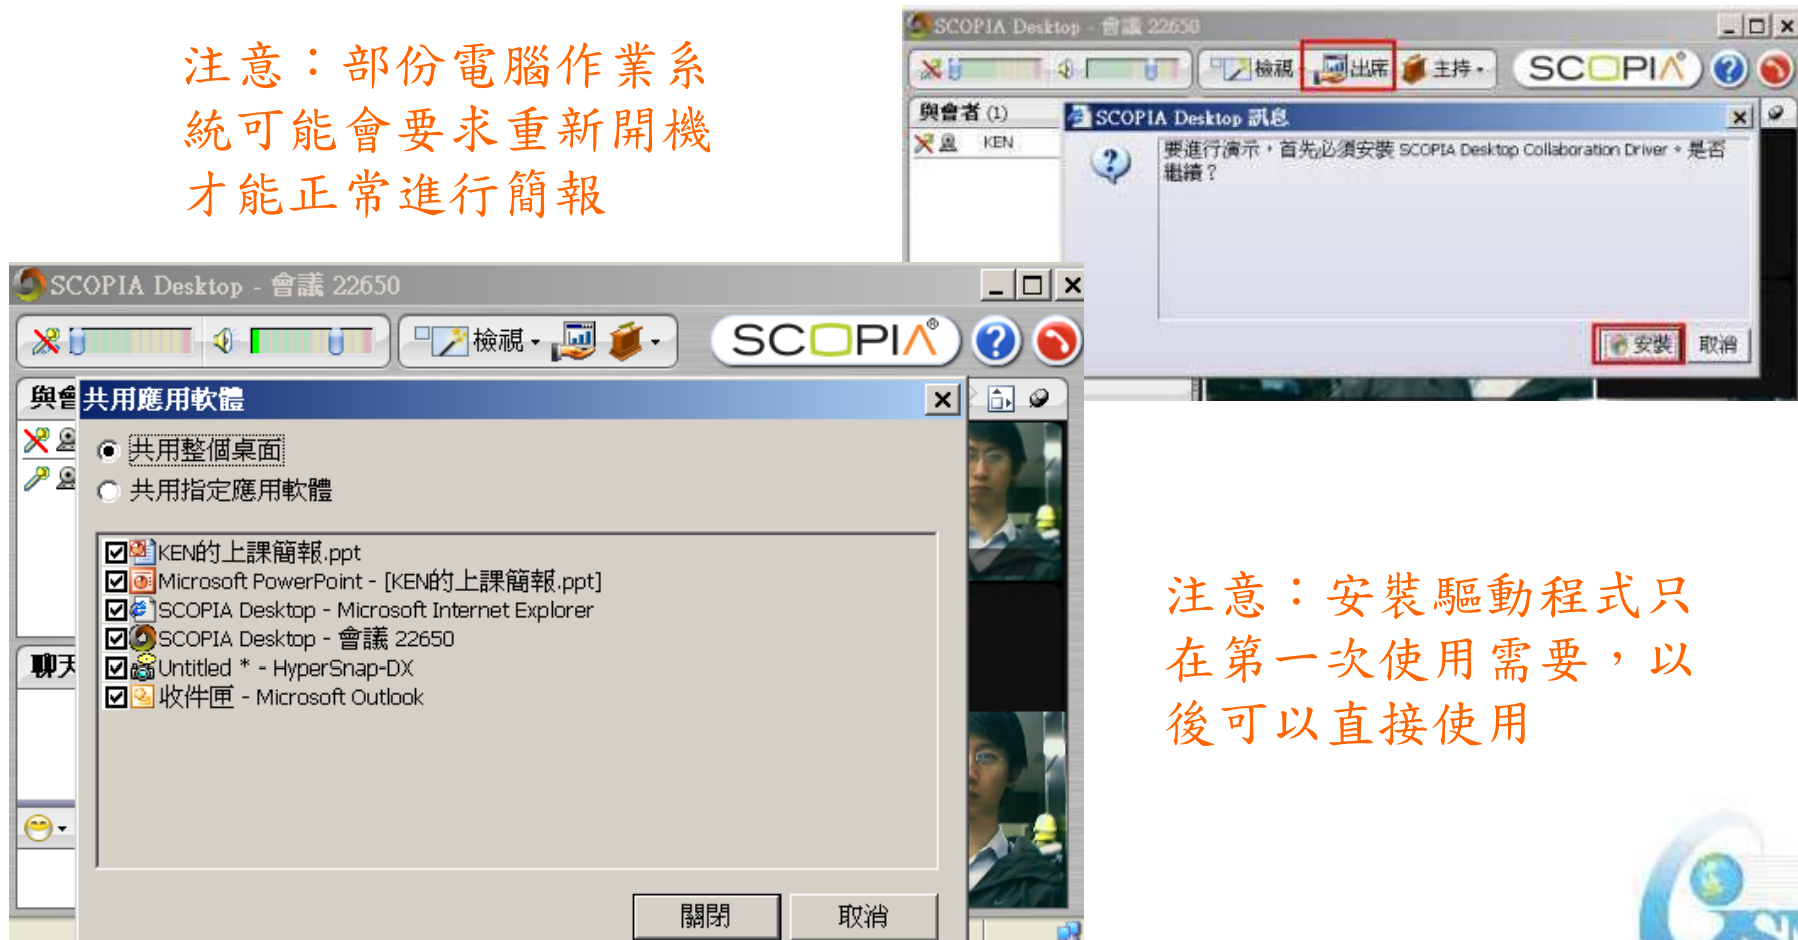 注意：部份電腦作業系
統可能會要求重新開機
才能正常進行簡報
SCOPIA Desktop - 會議 22650
檢視
出席
主持
SCOPIA
與會者 (1)
KEN
SCOPIA Desktop 訊息
要進行演示，首先必須安裝 SCOPIA Desktop Collaboration Driver。是否
繼續？
安裝
取消
SCOPIA Desktop - 會議 22650
檢視
SCOPIA®
與會
共用應用軟體
共用整個桌面
共用指定應用軟體
KEN的上課簡報.ppt
Microsoft PowerPoint - [KEN的上課簡報.ppt]
SCOPIA Desktop - Microsoft Internet Explorer
SCOPIA Desktop - 會議 22650
Untitled * - HyperSnap-DX
收件匣 - Microsoft Outlook
聊天
關閉
取消
注意：安裝驅動程式只
在第一次使用需要，以
後可以直接使用